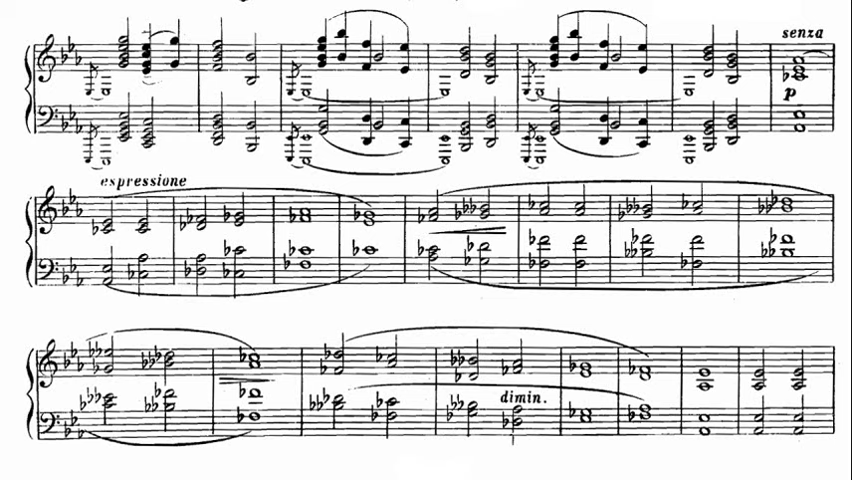 senza
p
espressione
dimin.